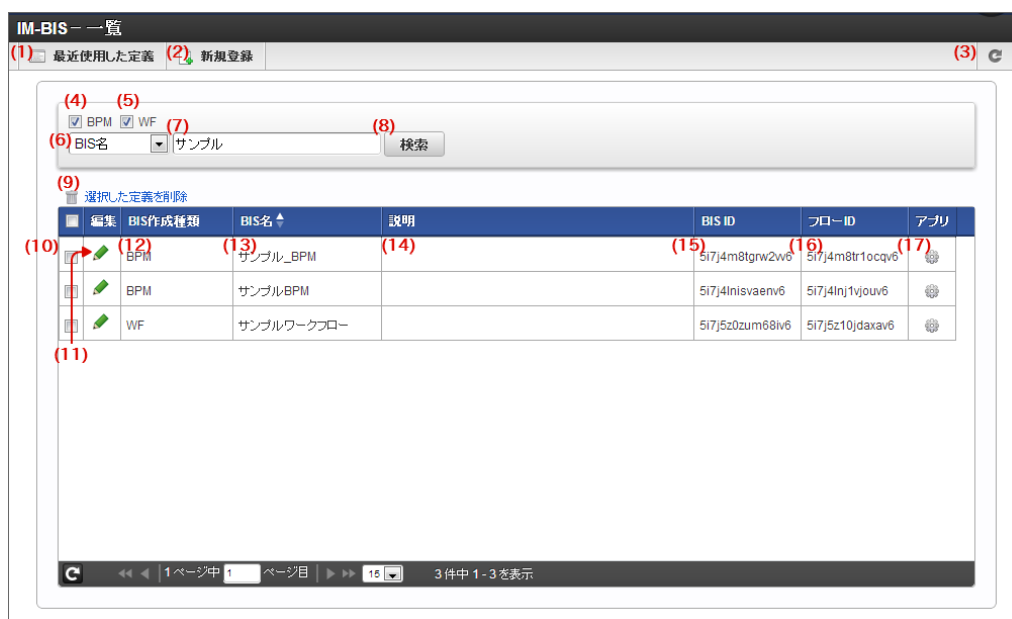 IM-BIS－一覧
(1) 最近使用した定義 (2) 新規登録 (3)
(4) (5)
BPM WF (7) (8)
(6) BIS名 サンプル 検索
(9)
選択した定義を削除
編集 BIS作成種類 BIS名 説明 BIS ID フローID アプリ
(10) (12) (13) (14) (15) (16) (17)
BPM サンプル_BPM 5i7j4m8tgrw2vv6 5i7j4m8tr1ocqv6
BPM サンプルBPM 5i7j4lnisvaenv6 5i7j4lnj1vjouv6
WF サンプルワークフロー 5i7j5z0zum68iv6 5i7j5z10jdaxav6
(11)
1ページ中 1 ページ目 15 3件中 1 - 3 を表示